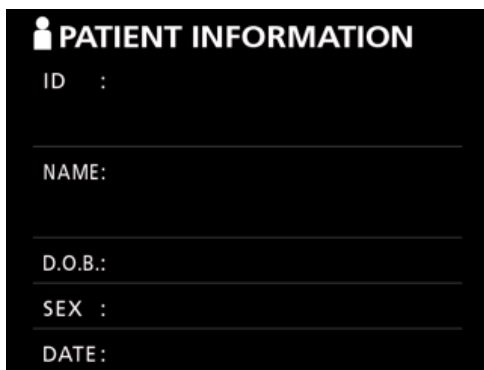 PATIENT INFORMATION
ID :
NAME:
D.O.B.:
SEX :
DATE: